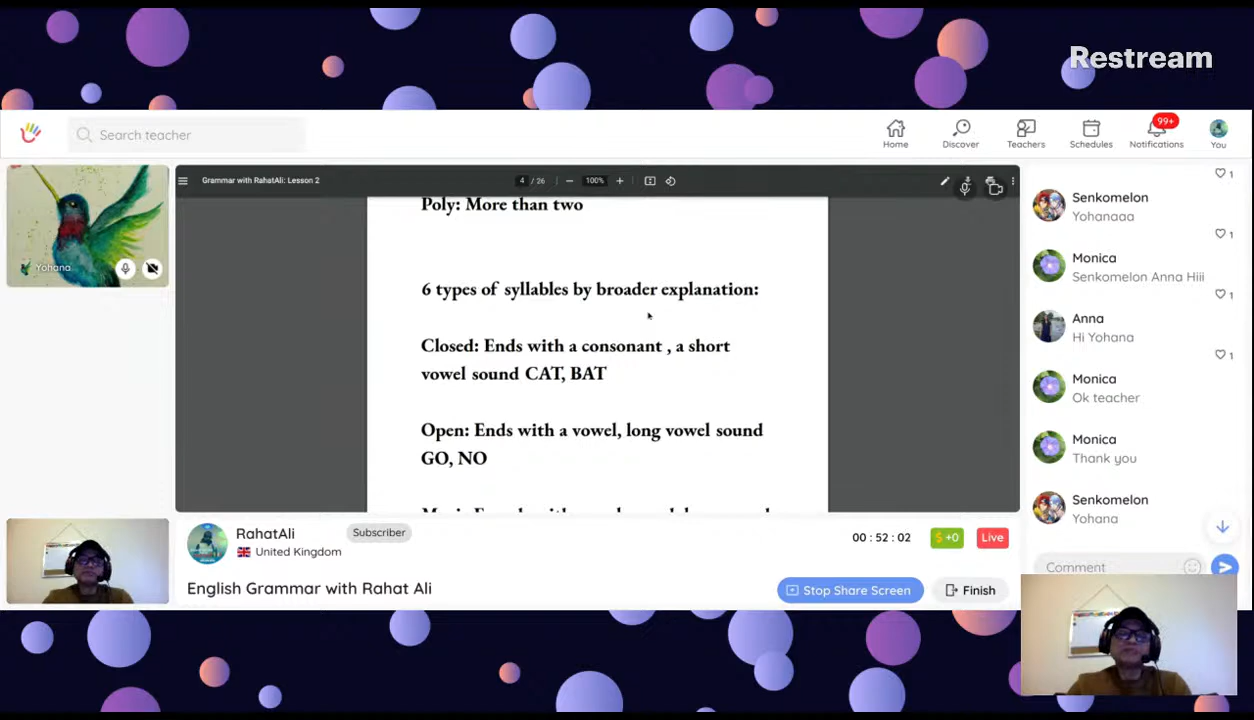 Restream
Search teacher
Home
Discover
Teachers
Schedules
99+
Notifications
You
Yohana
Grammar with RahatAli: Lesson 2
4 / 26
100%
Poly: More than two
6 types of syllables by broader explanation:
Closed: Ends with a consonant , a short
vowel sound CAT, BAT
Open: Ends with a vowel, long vowel sound
GO, NO
1
Senkomelon
Yohanaaa
1
Monica
Senkomelon Anna Hiii
1
Anna
Hi Yohana
1
Monica
Ok teacher
Monica
Thank you
Senkomelon
Yohana
Comment
RahatAli
Subscriber
United Kingdom
00 : 52 : 02
$ +0
Live
English Grammar with Rahat Ali
Stop Share Screen
Finish